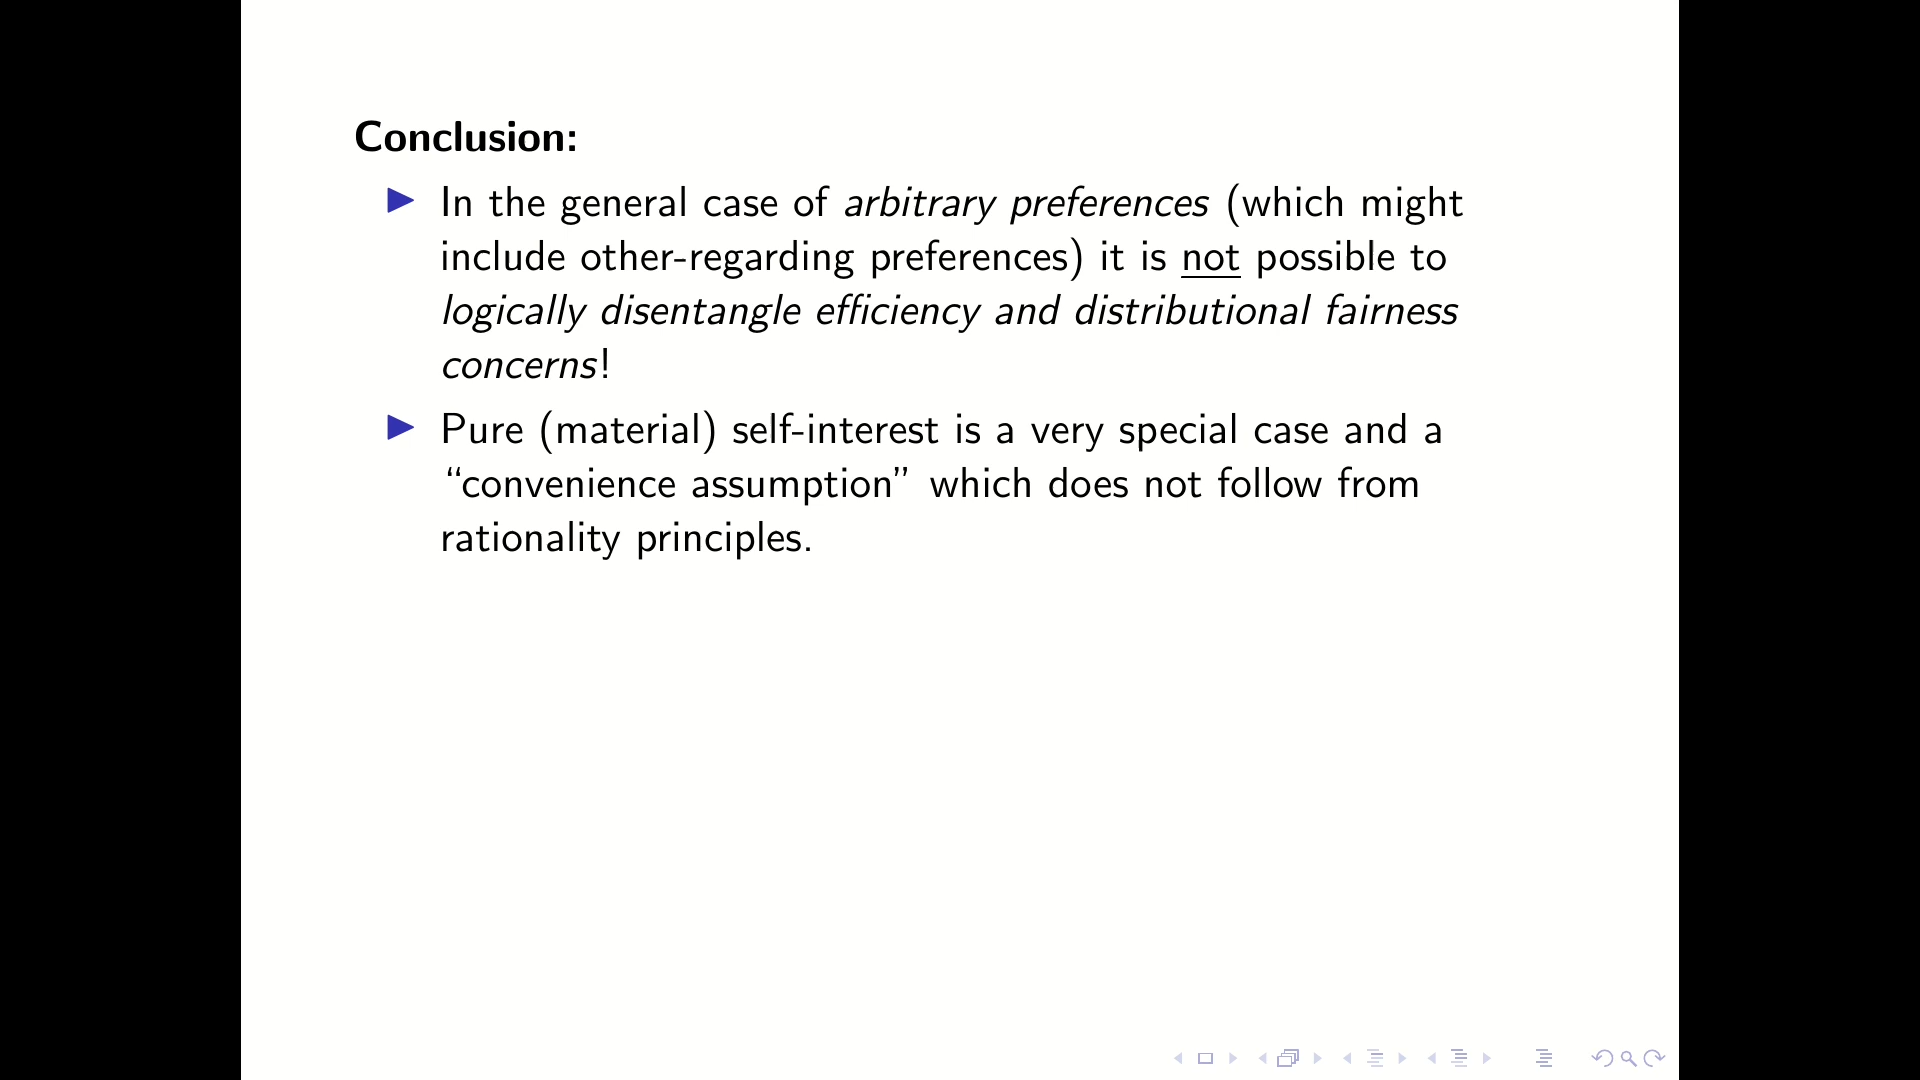 Conclusion:
▶ In the general case of arbitrary preferences (which might
include other-regarding preferences) it is not possible to
logically disentangle efficiency and distributional fairness
concerns!
▶ Pure (material) self-interest is a very special case and a
“convenience assumption” which does not follow from
rationality principles.